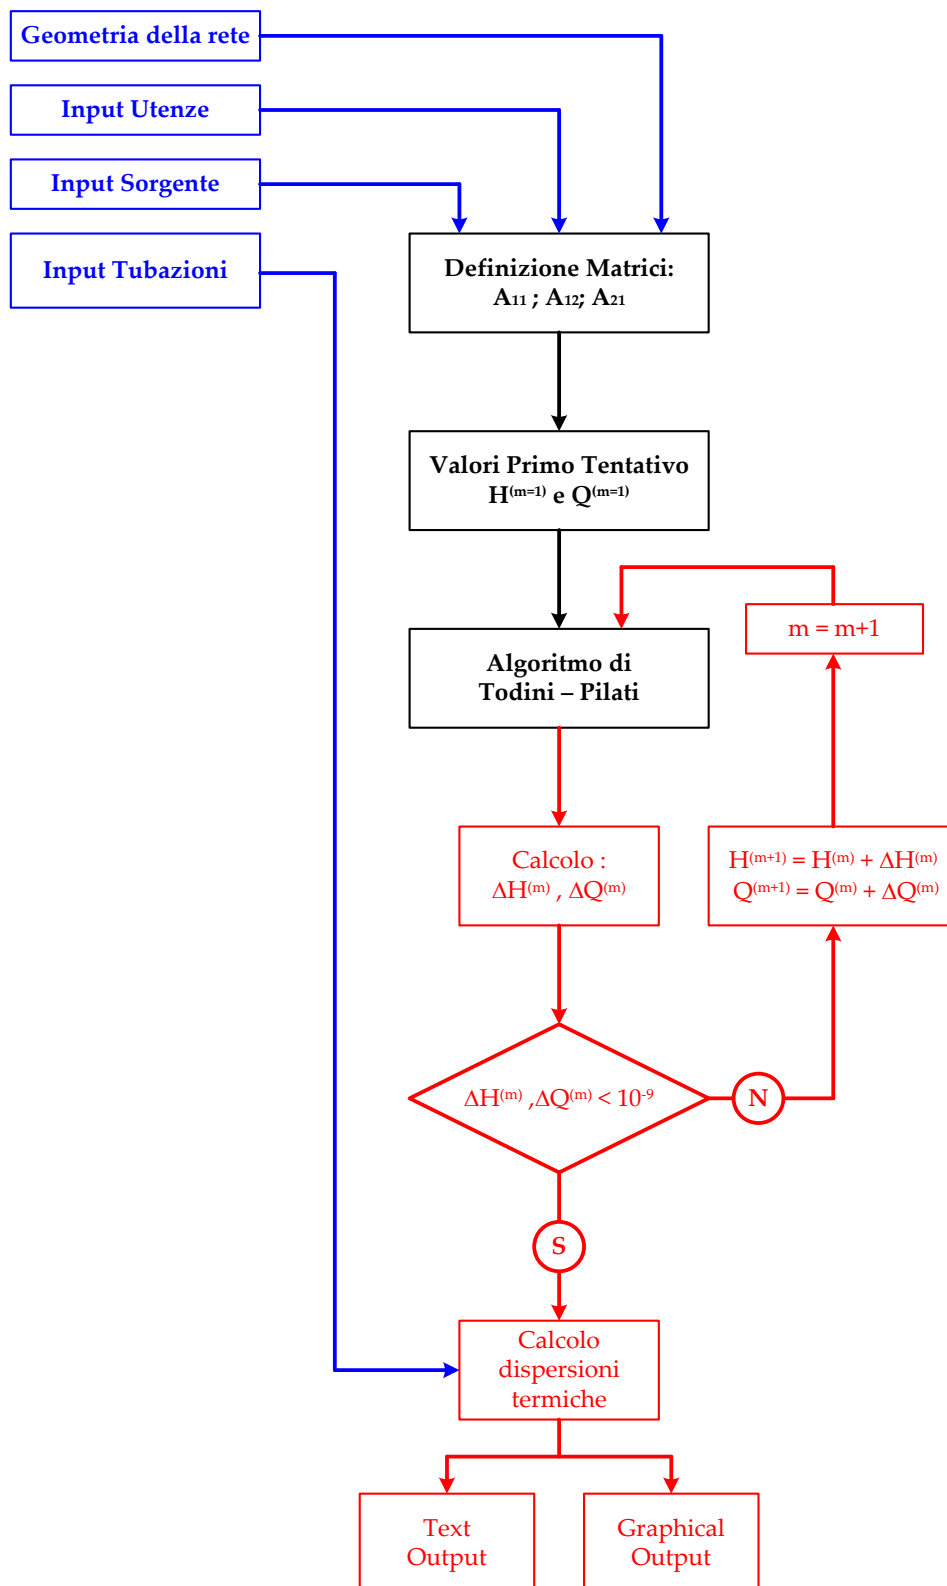 Geometria della rete
Input Utenze
Input Sorgente
Input Tubazioni
Definizione Matrici:
A₁₁ ; A₁₂; A₂₁
Valori Primo Tentativo
H⁽ᵐ⁼¹⁾ e Q⁽ᵐ⁼¹⁾
m = m+1
Algoritmo di
Todini – Pilati
Calcolo :
ΔH⁽ᵐ⁾ , ΔQ⁽ᵐ⁾
H⁽ᵐ⁺¹⁾ = H⁽ᵐ⁾ + ΔH⁽ᵐ⁾
Q⁽ᵐ⁺¹⁾ = Q⁽ᵐ⁾ + ΔQ⁽ᵐ⁾
ΔH⁽ᵐ⁾ ,ΔQ⁽ᵐ⁾ < 10⁻⁹
N
S
Calcolo
dispersioni
termiche
Text
Output
Graphical
Output